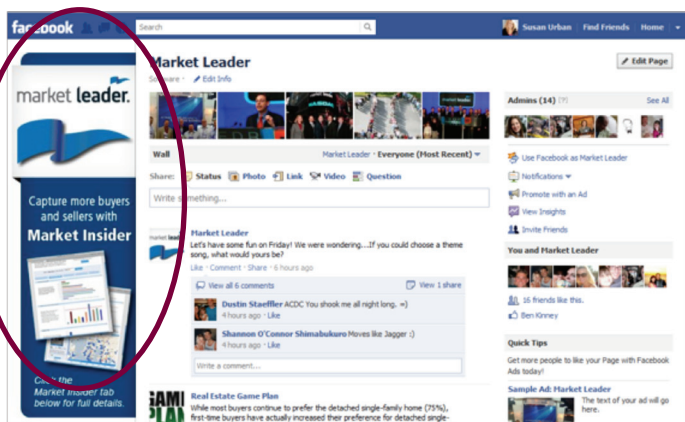 facebook
Search
Susan Urban Find Friends Home
Market Leader
Edit Info
Edit Page
market leader.
Capture more buyers
and sellers with
Market Insider
Click the
Market Insider tab
below for full details.
Wall
Market Leader · Everyone (Most Recent)
Share: Status Photo Link Video Question
Write something...
Market Leader
Let's have some fun on Friday! We were wondering...If you could choose a theme
song, what would yours be?
Like · Comment · Share · 6 hours ago
View all 6 comments View 1 share
Dustin Staeffler ACDC You shook me all night long. =)
4 hours ago · Like
Shannon O'Connor Shimabukuro Moves like Jagger :)
4 hours ago · Like
Write a comment...
Real Estate Game Plan
While most buyers continue to prefer the detached single-family home (75%),
first-time buyers have actually increased their preference for detached single-
GAME
PLAN
Admins (14) (?) See All
Use Facebook as Market Leader
Notifications
Promote with an Ad
View Insights
Invite Friends
You and Market Leader
16 friends like this.
Ben Kinney
Quick Tips
Get more people to like your Page with Facebook
Ads today!
Sample Ad: Market Leader
The text of your ad will go
here.